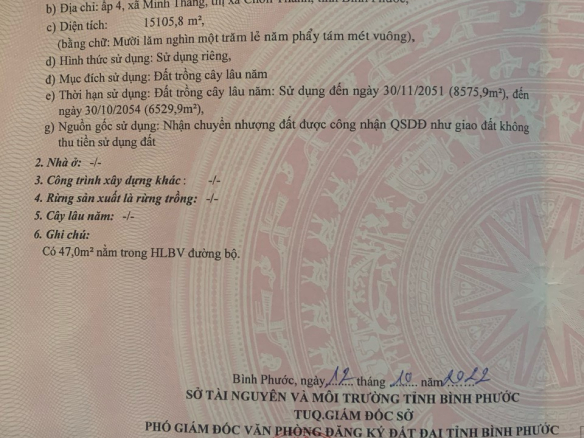 b) Địa chỉ: ấp 4, xã Minh Thắng, thị xã Chơn Thành, tỉnh Bình Phước,
c) Diện tích: 15105,8 m²,
(bằng chữ: Mười lăm nghìn một trăm lẻ năm phẩy tám mét vuông),
d) Hình thức sử dụng: Sử dụng riêng,
đ) Mục đích sử dụng: Đất trồng cây lâu năm
e) Thời hạn sử dụng: Đất trồng cây lâu năm: Sử dụng đến ngày 30/11/2051 (8575,9m²), đến
ngày 30/10/2054 (6529,9m²),
g) Nguồn gốc sử dụng: Nhận chuyển nhượng đất được công nhận QSDĐ như giao đất không
thu tiền sử dụng đất
2. Nhà ở: -/-
3. Công trình xây dựng khác : -/-
4. Rừng sản xuất là rừng trồng: -/-
5. Cây lâu năm: -/-
6. Ghi chú:
Có 47,0m² nằm trong HLBV đường bộ.
Bình Phước, ngày 12 tháng 10 năm 2022
SỞ TÀI NGUYÊN VÀ MÔI TRƯỜNG TỈNH BÌNH PHƯỚC
TUQ.GIÁM ĐỐC SỞ
PHÓ GIÁM ĐỐC VĂN PHÒNG ĐĂNG KÝ ĐẤT ĐAI TỈNH BÌNH PHƯỚC